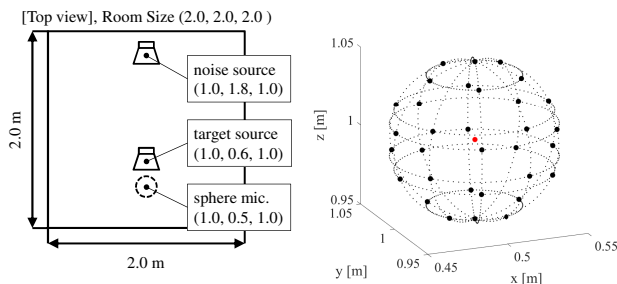 [Top view], Room Size (2.0, 2.0, 2.0 )
noise source
(1.0, 1.8, 1.0)
target source
(1.0, 0.6, 1.0)
sphere mic.
(1.0, 0.5, 1.0)
2.0 m
2.0 m
1.05
1
0.95
z [m]
1.05
1
0.95
y [m]
0.45
0.5
0.55
x [m]